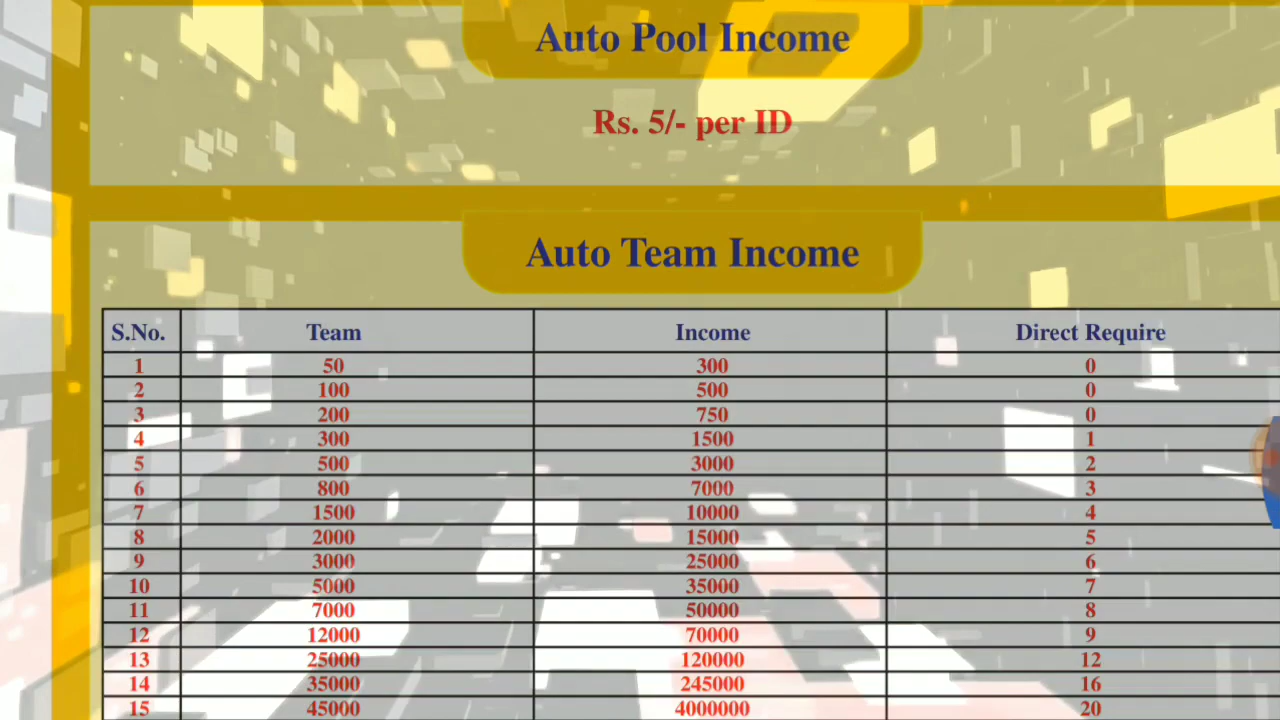 Auto Pool Income
Rs. 5/- per ID
Auto Team Income
S.No. Team Income Direct Require
1 50 300 0
2 100 500 0
3 200 750 0
4 300 1500 1
5 500 3000 2
6 800 7000 3
7 1500 10000 4
8 2000 15000 5
9 3000 25000 6
10 5000 35000 7
11 7000 50000 8
12 12000 70000 9
13 25000 120000 12
14 35000 245000 16
15 45000 4000000 20